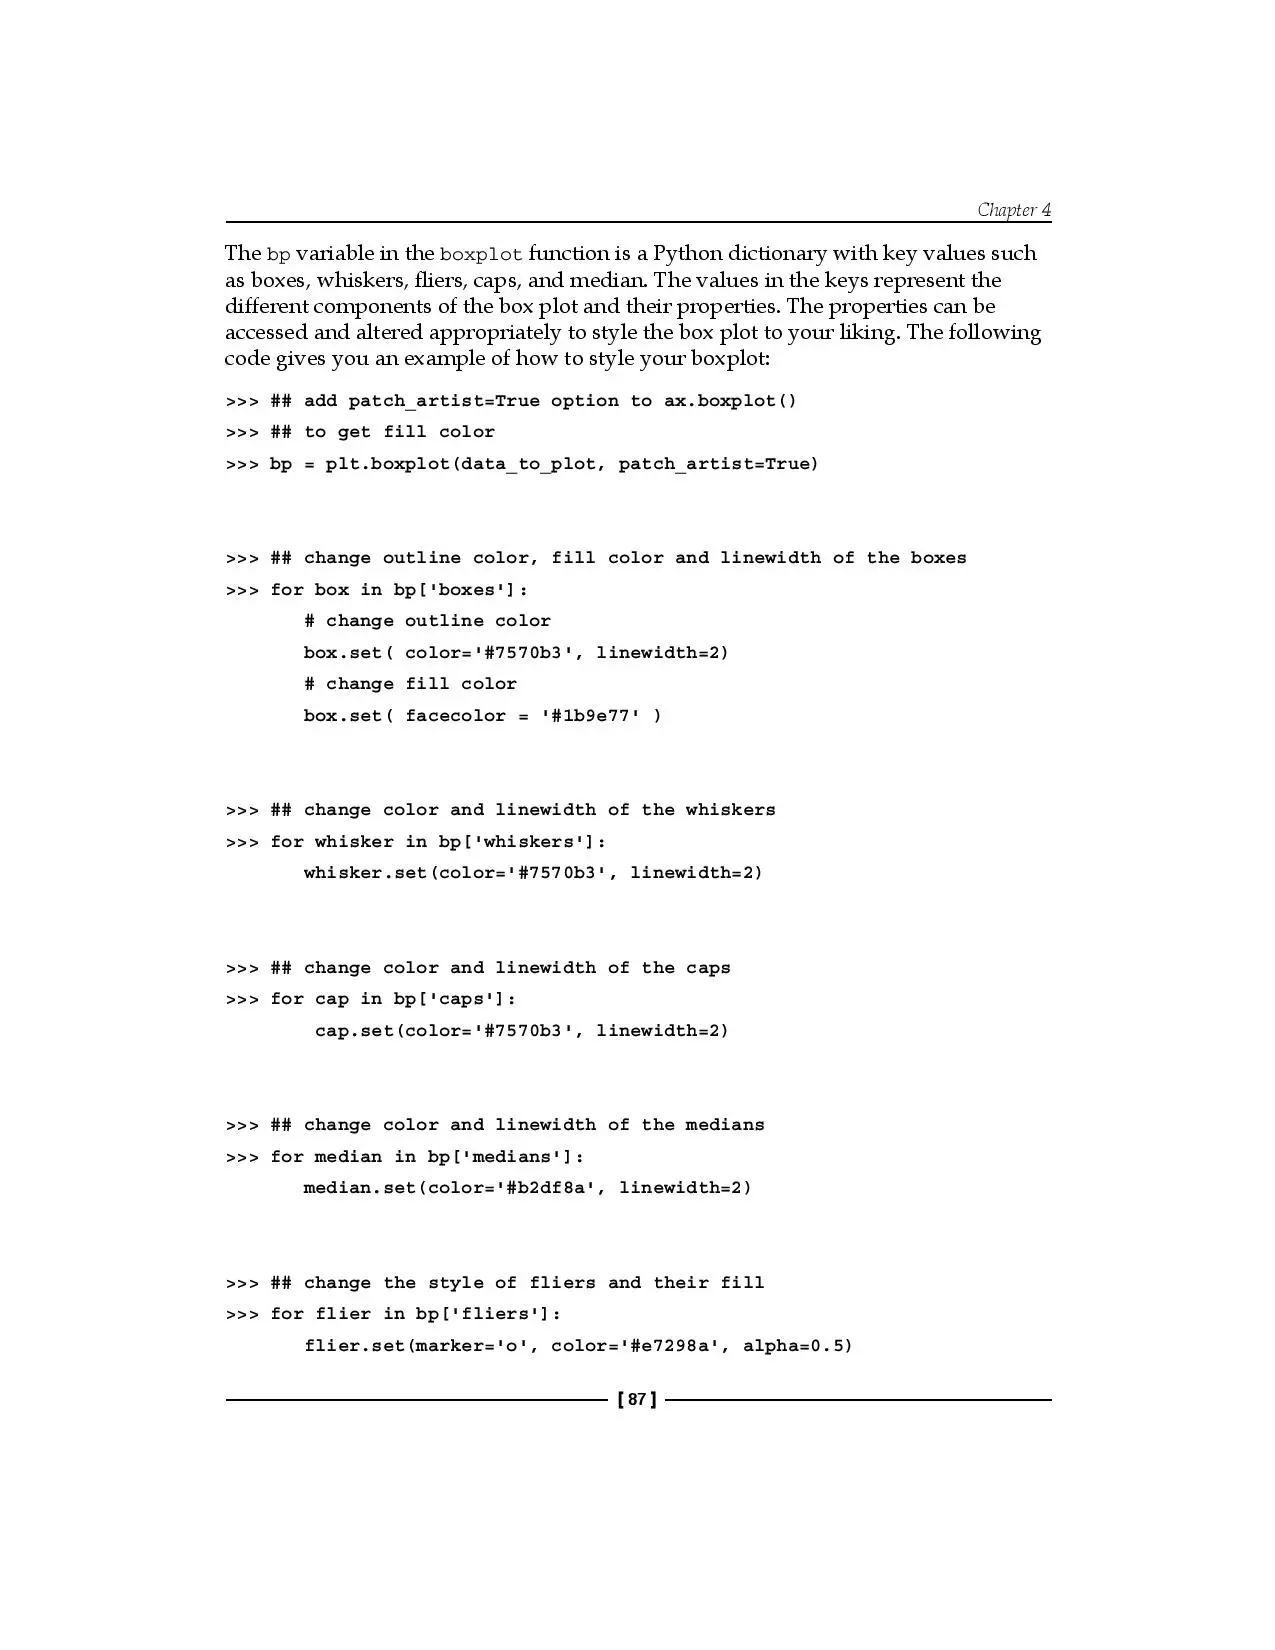 Chapter 4
The bp variable in the boxplot function is a Python dictionary with key values such
as boxes, whiskers, fliers, caps, and median. The values in the keys represent the
different components of the box plot and their properties. The properties can be
accessed and altered appropriately to style the box plot to your liking. The following
code gives you an example of how to style your boxplot:
>>> ## add patch_artist=True option to ax.boxplot()
>>> ## to get fill color
>>> bp = plt.boxplot(data_to_plot, patch_artist=True)
>>> ## change outline color, fill color and linewidth of the boxes
>>> for box in bp['boxes']:
# change outline color
box.set( color='#7570b3', linewidth=2)
# change fill color
box.set( facecolor = '#1b9e77' )
>>> ## change color and linewidth of the whiskers
>>> for whisker in bp['whiskers']:
whisker.set(color='#7570b3', linewidth=2)
>>> ## change color and linewidth of the caps
>>> for cap in bp['caps']:
cap.set(color='#7570b3', linewidth=2)
>>> ## change color and linewidth of the medians
>>> for median in bp['medians']:
median.set(color='#b2df8a', linewidth=2)
>>> ## change the style of fliers and their fill
>>> for flier in bp['fliers']:
flier.set(marker='o', color='#e7298a', alpha=0.5)
[ 87 ]